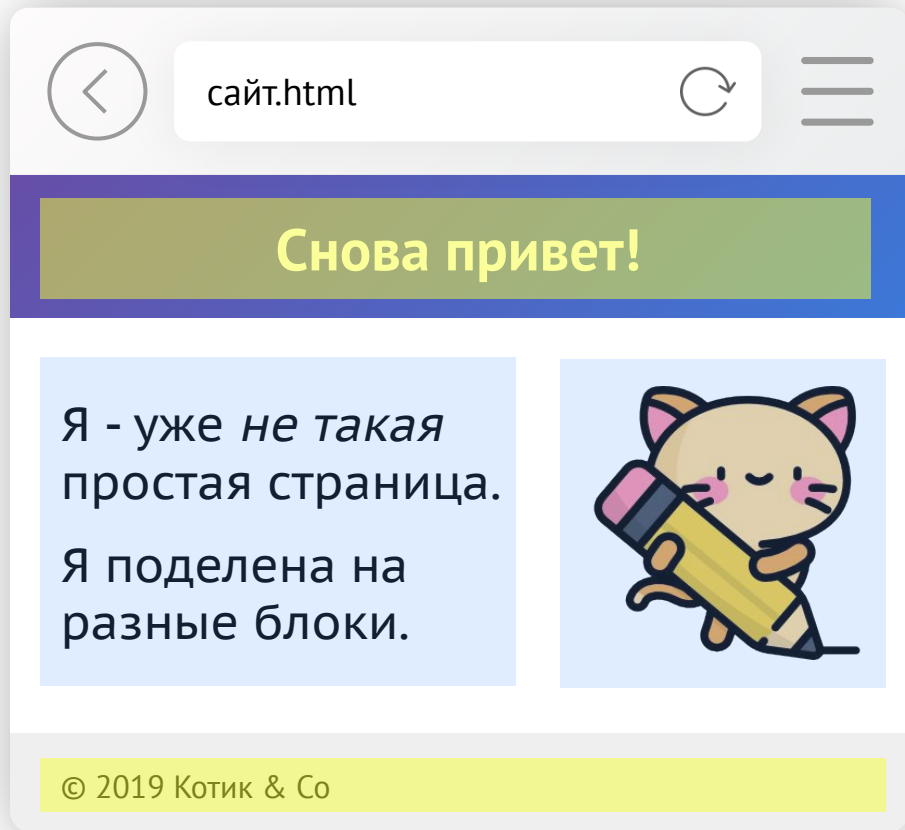 сайт.html
Снова привет!
Я - уже не такая
простая страница.
Я поделена на
разные блоки.
© 2019 Котик & Co